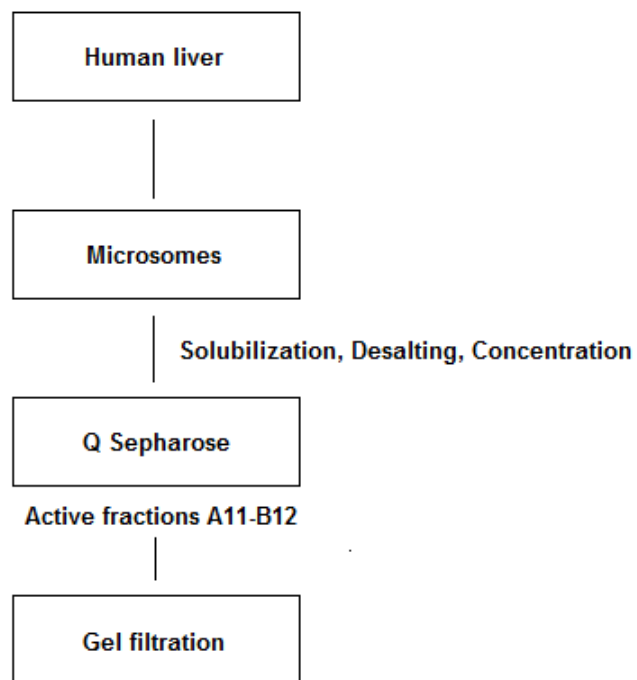 Human liver
Microsomes
Solubilization, Desalting, Concentration
Q Sepharose
Active fractions A11-B12
Gel filtration